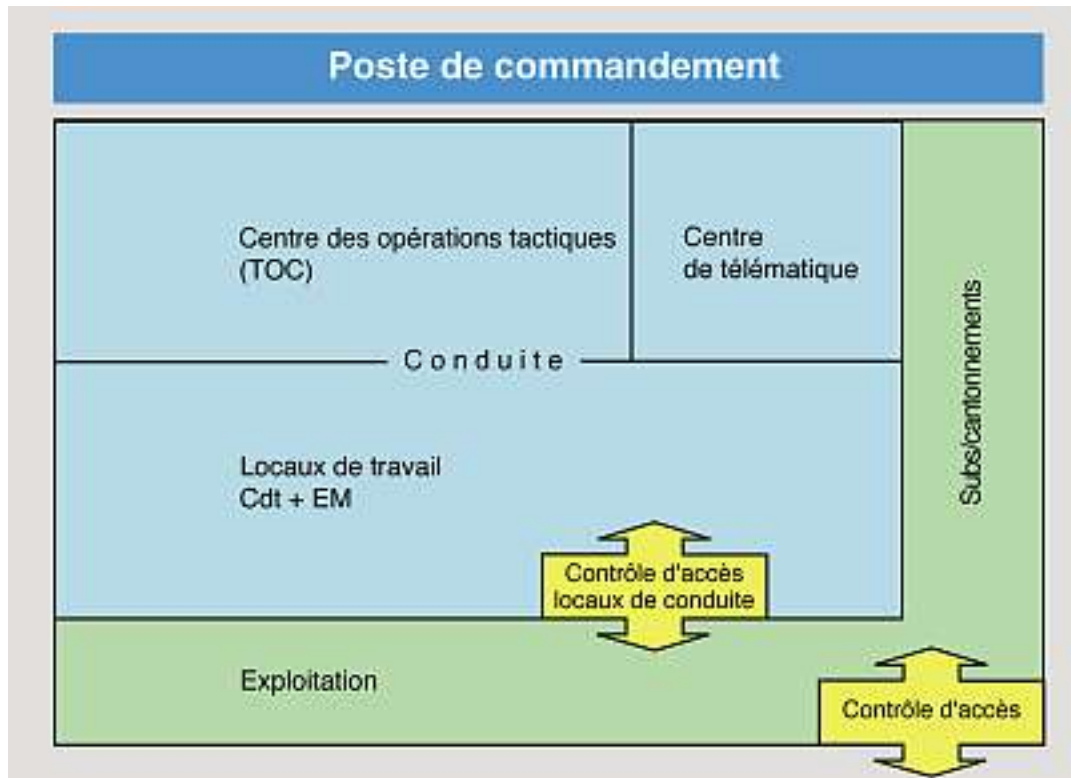 Poste de commandement
Centre des opérations tactiques
(TOC)
Centre
de télématique
Conduite
Locaux de travail
Cdt + EM
Subs/cantonnements
Contrôle d'accès
locaux de conduite
Exploitation
Contrôle d'accès